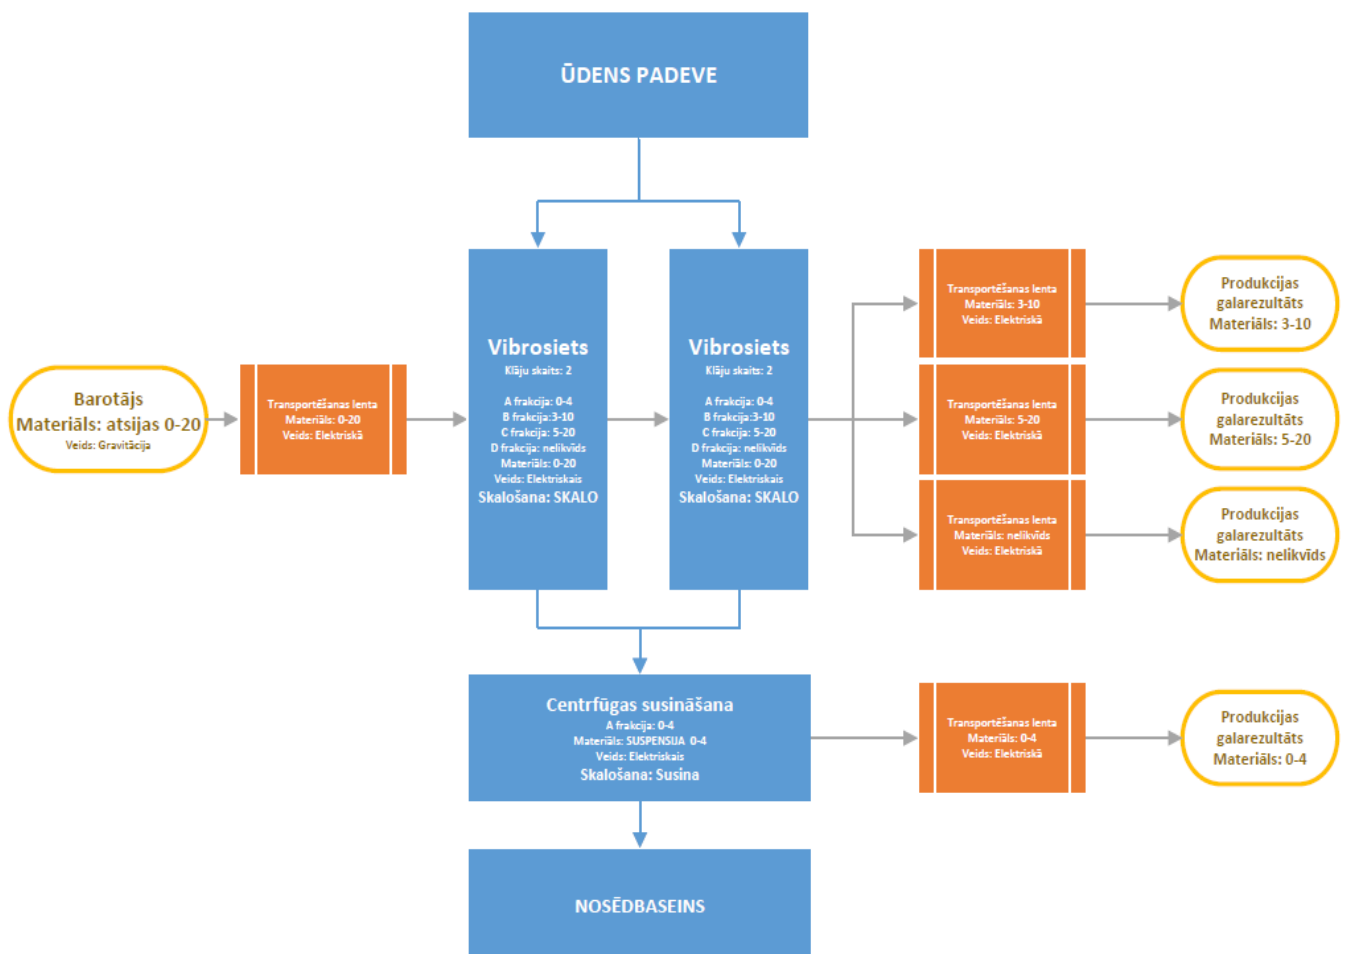 ŪDENS PADEVE
Barotājs
Materiāls: atsijas 0-20
Veids: Gravitācija
Transportēšanas lenta
Materiāls: 0-20
Veids: Elektriskā
Vibrosiets
Klāju skaits: 2
A frakcija: 0-4
B frakcija:3-10
C frakcija: 5-20
D frakcija: nelikvīds
Materiāls: 0-20
Veids: Elektriskais
Skalošana: SKALO
Vibrosiets
Klāju skaits: 2
A frakcija: 0-4
B frakcija:3-10
C frakcija: 5-20
D frakcija: nelikvīds
Materiāls: 0-20
Veids: Elektriskais
Skalošana: SKALO
Transportēšanas lenta
Materiāls: 3-10
Veids: Elektriskā
Produkcijas
galarezultāts
Materiāls: 3-10
Transportēšanas lenta
Materiāls: 5-20
Veids: Elektriskā
Produkcijas
galarezultāts
Materiāls: 5-20
Transportēšanas lenta
Materiāls: nelikvīds
Veids: Elektriskā
Produkcijas
galarezultāts
Materiāls: nelikvīds
Centrfūgas susināšana
A frakcija: 0-4
Materiāls: SUSPENSIJA 0-4
Veids: Elektriskais
Skalošana: Susina
Transportēšanas lenta
Materiāls: 0-4
Veids: Elektriskā
Produkcijas
galarezultāts
Materiāls: 0-4
NOSĒDBASEINS